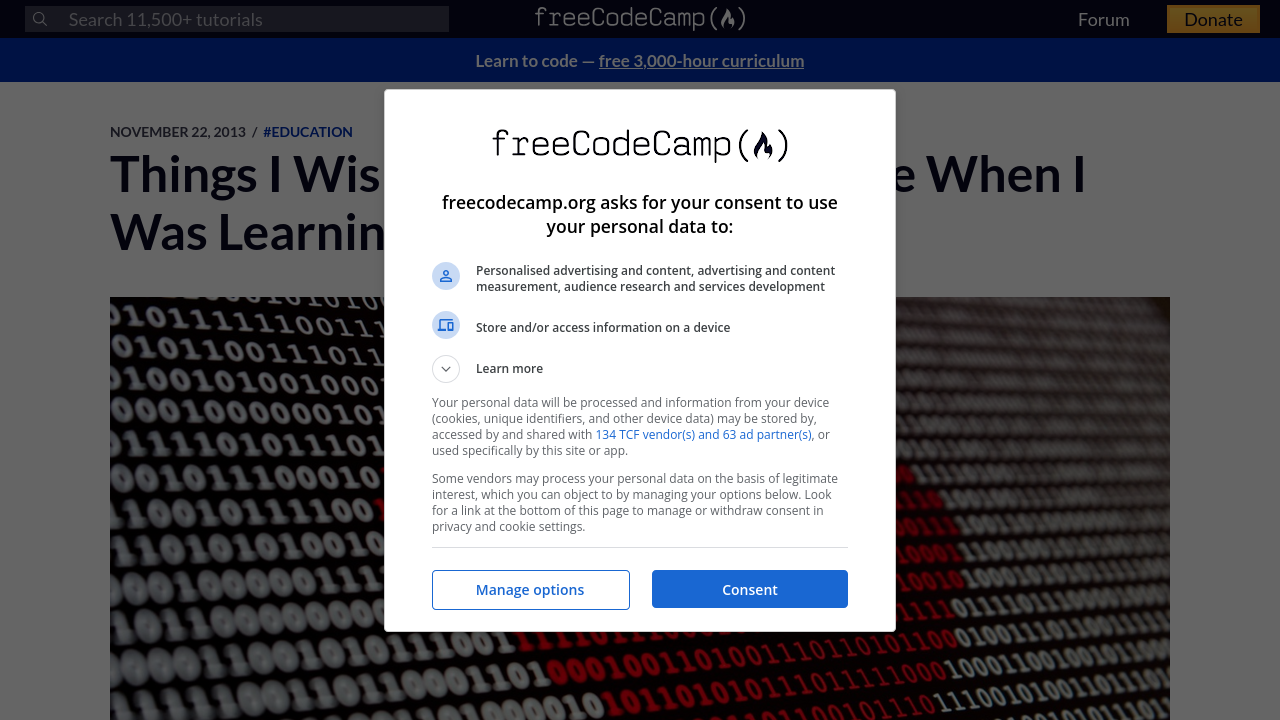 Search 11,500+ tutorials
freeCodeCamp
Forum
Donate
Learn to code — free 3,000-hour curriculum
NOVEMBER 22, 2013 / #EDUCATION
Things I Wis
e When I
Was Learnin
freeCodeCamp
freecodecamp.org asks for your consent to use
your personal data to:
Personalised advertising and content, advertising and content
measurement, audience research and services development
Store and/or access information on a device
Learn more
Your personal data will be processed and information from your device
(cookies, unique identifiers, and other device data) may be stored by,
accessed by and shared with 134 TCF vendor(s) and 63 ad partner(s), or
used specifically by this site or app.
Some vendors may process your personal data on the basis of legitimate
interest, which you can object to by managing your options below. Look
for a link at the bottom of this page to manage or withdraw consent in
privacy and cookie settings.
Manage options
Consent